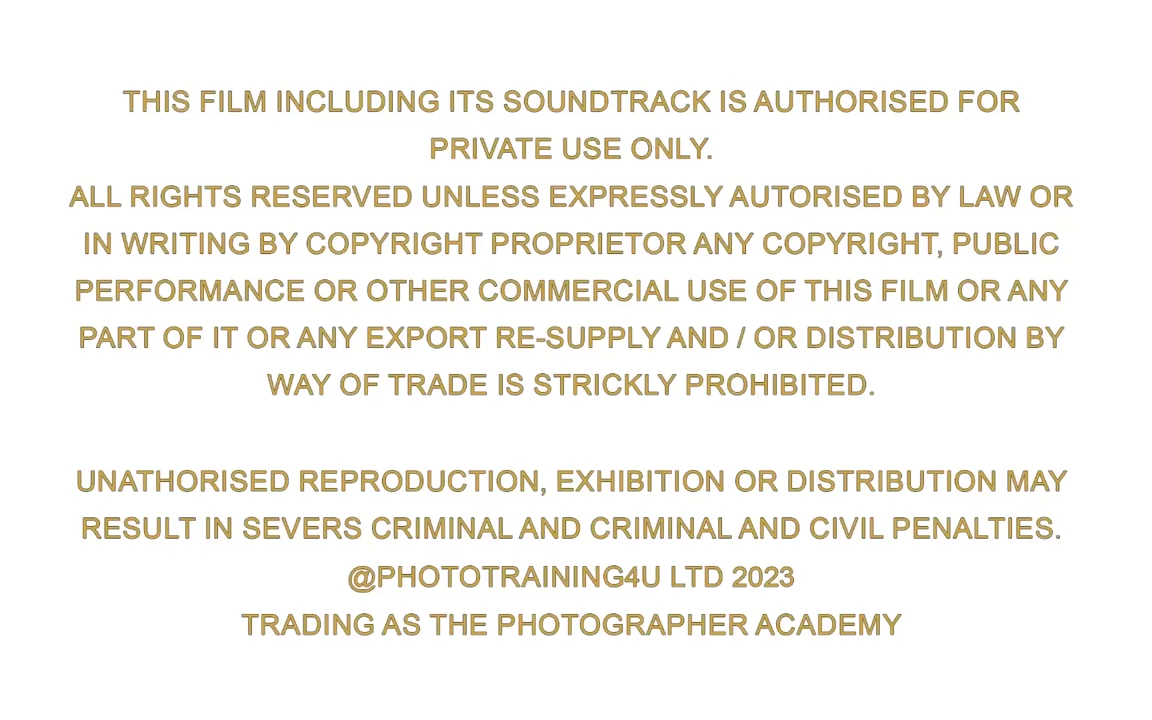 THIS FILM INCLUDING ITS SOUNDTRACK IS AUTHORISED FOR
PRIVATE USE ONLY.
ALL RIGHTS RESERVED UNLESS EXPRESSLY AUTORISED BY LAW OR
IN WRITING BY COPYRIGHT PROPRIETOR ANY COPYRIGHT, PUBLIC
PERFORMANCE OR OTHER COMMERCIAL USE OF THIS FILM OR ANY
PART OF IT OR ANY EXPORT RE-SUPPLY AND / OR DISTRIBUTION BY
WAY OF TRADE IS STRICKLY PROHIBITED.
UNATHORISED REPRODUCTION, EXHIBITION OR DISTRIBUTION MAY
RESULT IN SEVERS CRIMINAL AND CRIMINAL AND CIVIL PENALTIES.
@PHOTOTRAINING4U LTD 2023
TRADING AS THE PHOTOGRAPHER ACADEMY